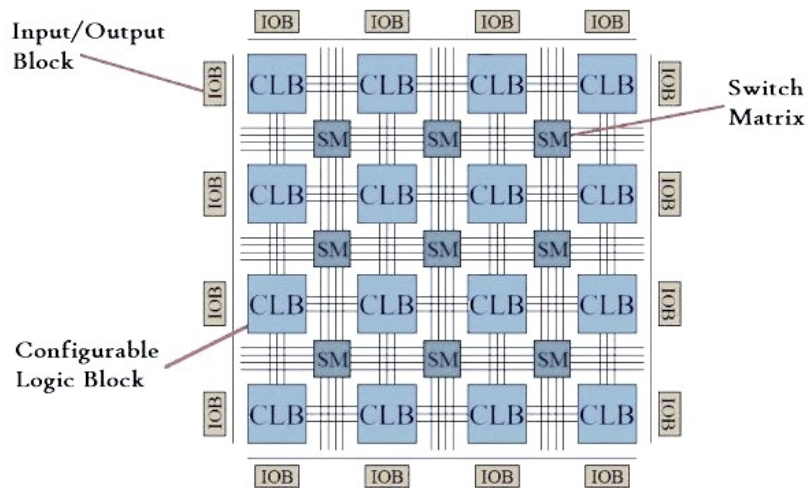 IOB IOB IOB IOB
Input/Output
Block
IOB CLB CLB CLB CLB IOB
Switch
Matrix
SM SM SM
IOB CLB CLB CLB CLB IOB
SM SM SM
IOB CLB CLB CLB CLB IOB
Configurable
Logic Block
SM SM SM
IOB CLB CLB CLB CLB IOB
IOB IOB IOB IOB